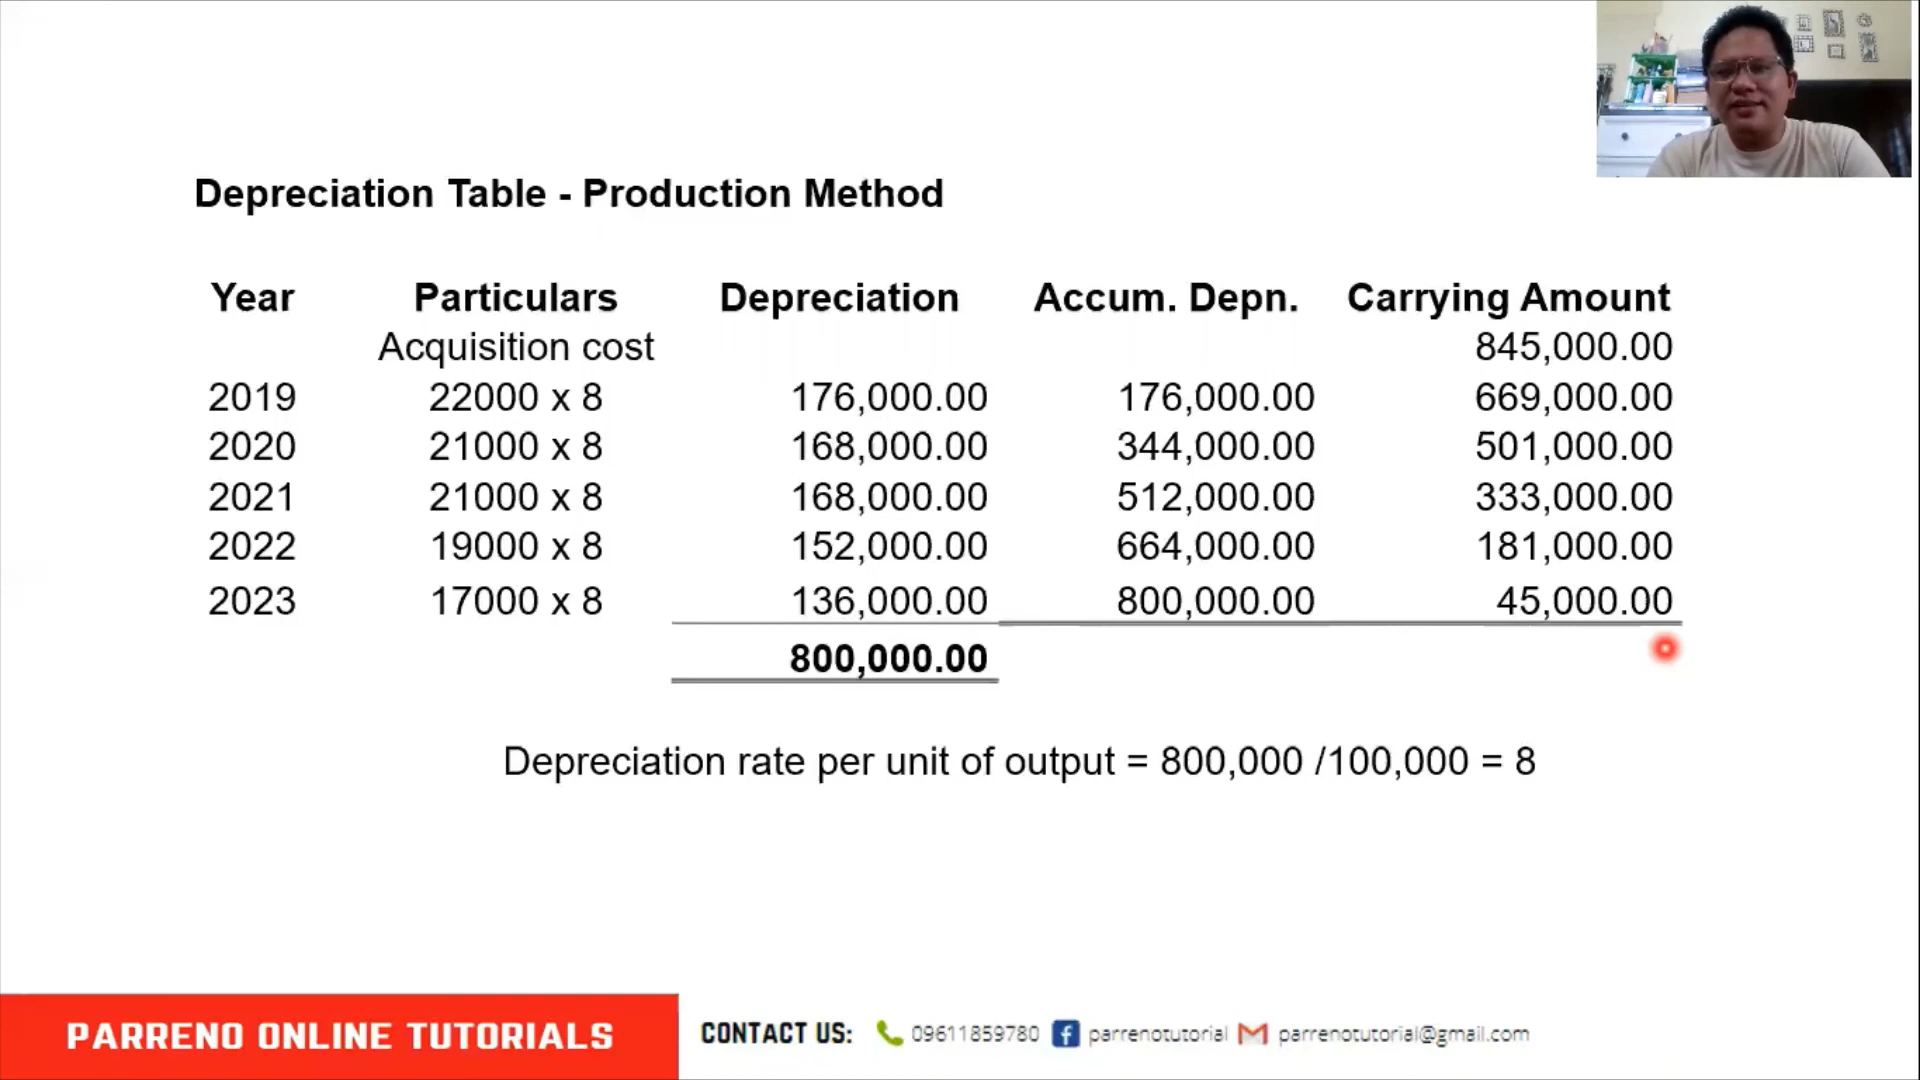 Depreciation Table - Production Method
Year Particulars Depreciation Accum. Depn. Carrying Amount
Acquisition cost 845,000.00
2019 22000 x 8 176,000.00 176,000.00 669,000.00
2020 21000 x 8 168,000.00 344,000.00 501,000.00
2021 21000 x 8 168,000.00 512,000.00 333,000.00
2022 19000 x 8 152,000.00 664,000.00 181,000.00
2023 17000 x 8 136,000.00 800,000.00 45,000.00
800,000.00
Depreciation rate per unit of output = 800,000 /100,000 = 8
PARRENO ONLINE TUTORIALS CONTACT US: 09611859780 parrenotutorial parrenotutorial@gmail.com